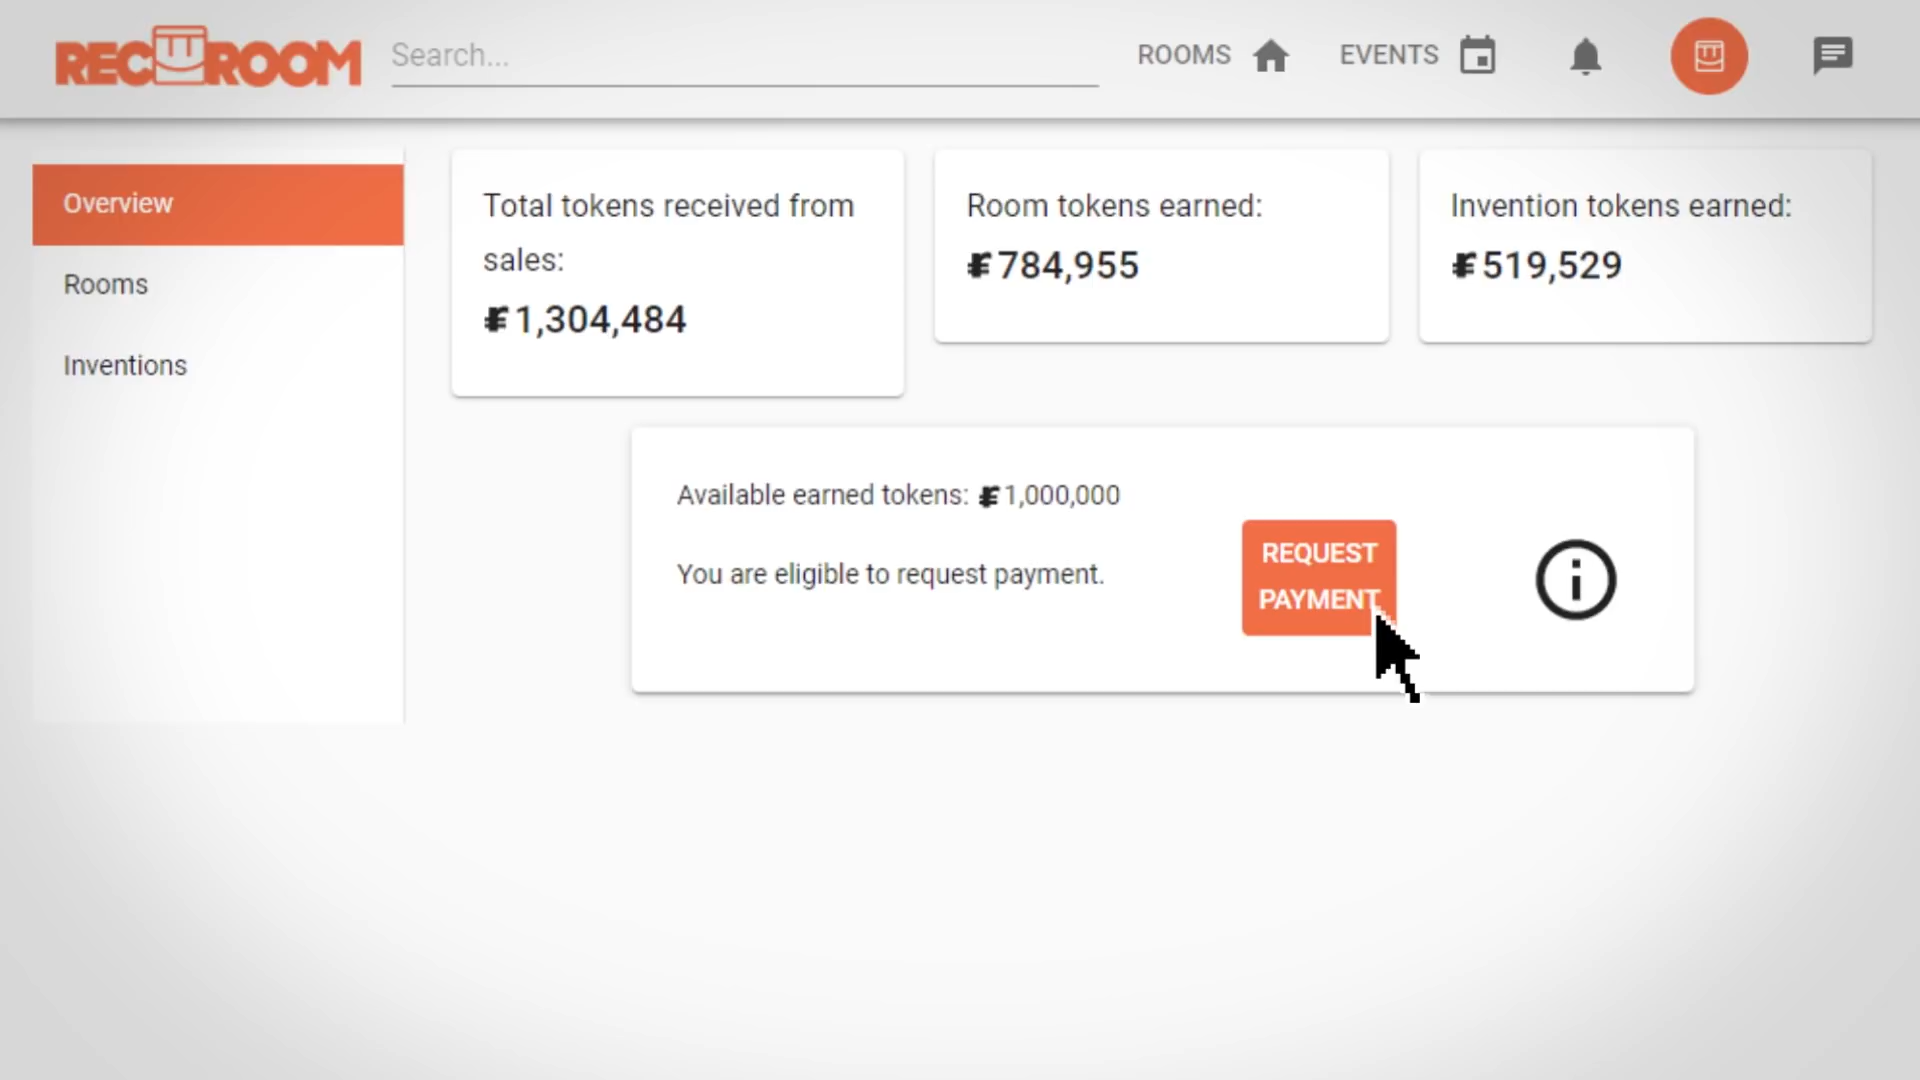 REC ROOM
Search...
ROOMS
EVENTS
Overview
Rooms
Inventions
Total tokens received from
sales:
1,304,484
Room tokens earned:
784,955
Invention tokens earned:
519,529
Available earned tokens: 1,000,000
You are eligible to request payment.
REQUEST
PAYMENT